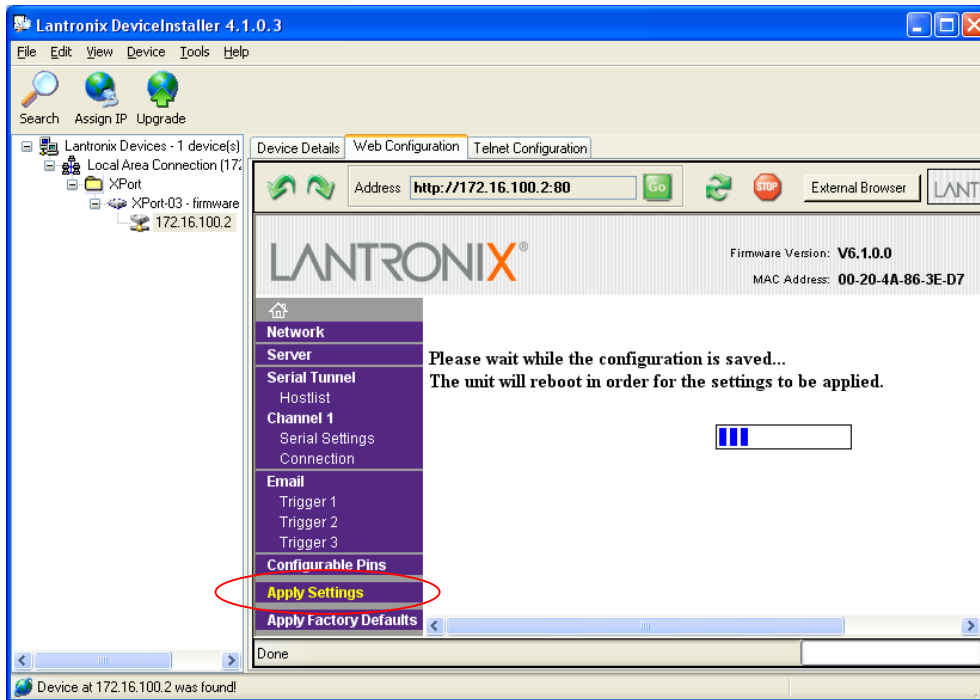 Lantronix DeviceInstaller 4.1.0.3
File Edit View Device Tools Help
Search Assign IP Upgrade
Lantronix Devices - 1 device(s)
Local Area Connection (172
XPort
XPort-03 - firmware
172.16.100.2
Device Details Web Configuration Telnet Configuration
Address http://172.16.100.2:80 Go STOP External Browser LANT
LANTRONIX®
Firmware Version: V6.1.0.0
MAC Address: 00-20-4A-86-3E-D7
Network
Server
Serial Tunnel
Hostlist
Channel 1
Serial Settings
Connection
Email
Trigger 1
Trigger 2
Trigger 3
Configurable Pins
Apply Settings
Apply Factory Defaults
Please wait while the configuration is saved...
The unit will reboot in order for the settings to be applied.
Done
Device at 172.16.100.2 was found!